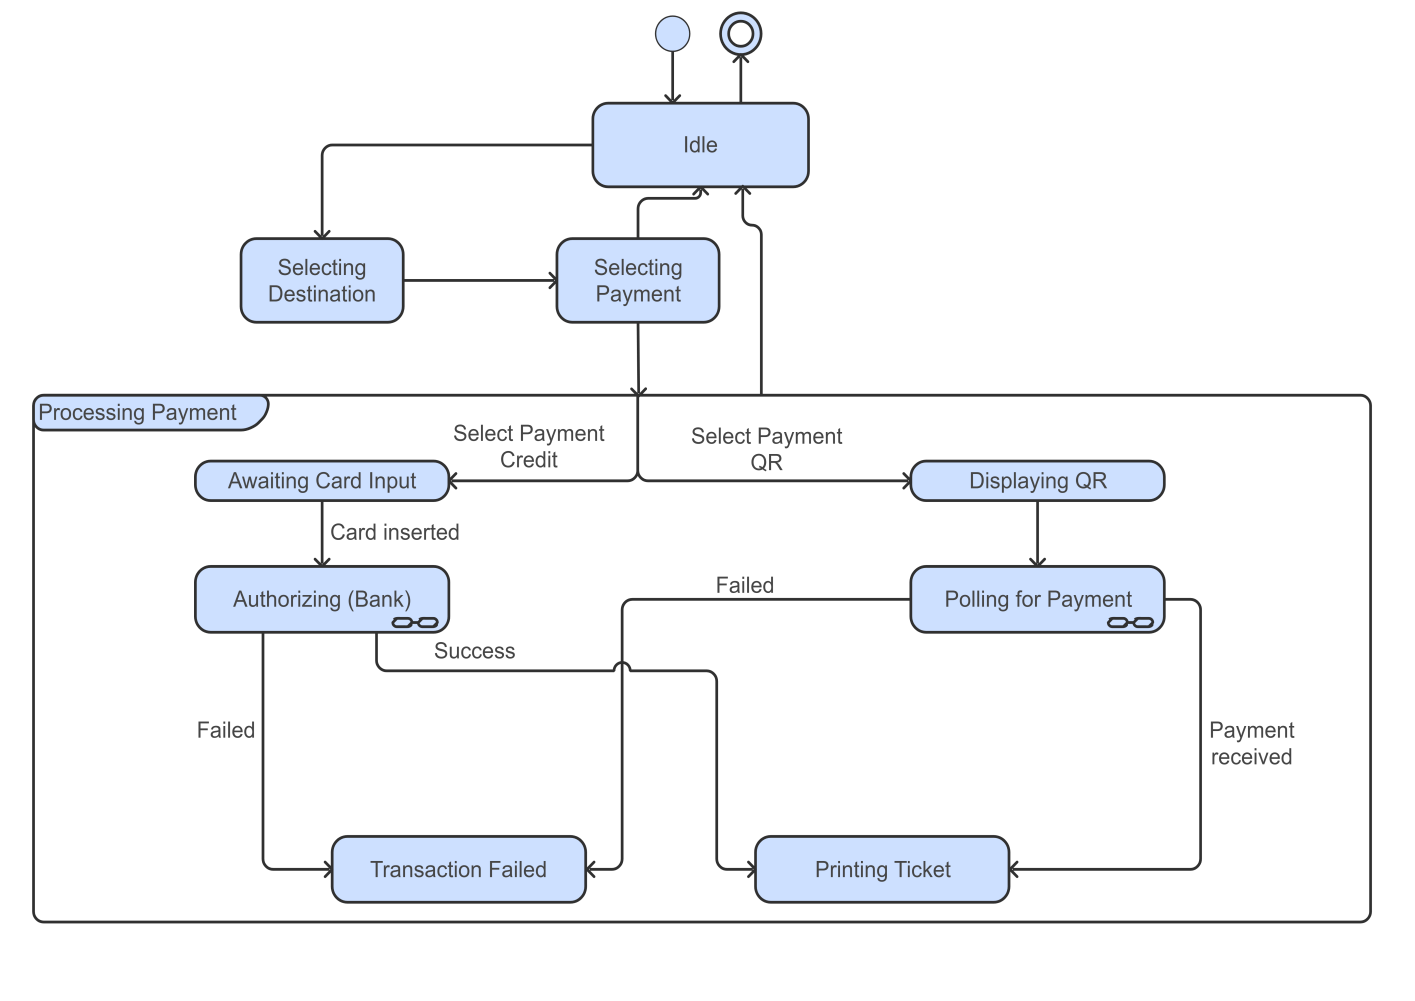 Idle
Selecting
Destination
Selecting
Payment
Processing Payment
Select Payment
Credit
Select Payment
QR
Awaiting Card Input
Displaying QR
Card inserted
Authorizing (Bank)
Failed
Polling for Payment
Success
Failed
Payment
received
Transaction Failed
Printing Ticket